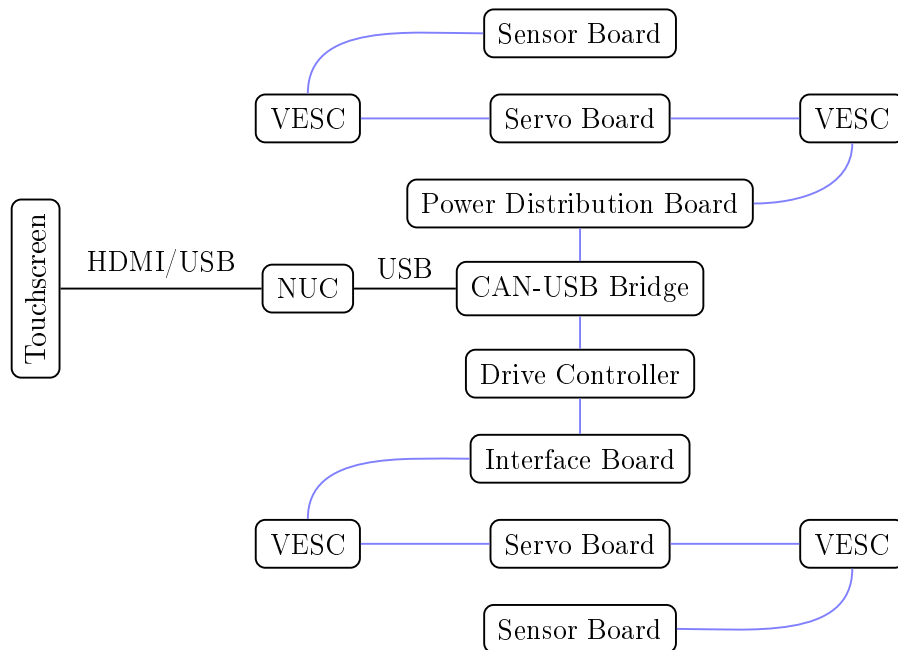 Sensor Board
VESC
Servo Board
VESC
Power Distribution Board
Touchscreen
HDMI/USB
NUC
USB
CAN-USB Bridge
Drive Controller
Interface Board
VESC
Servo Board
VESC
Sensor Board